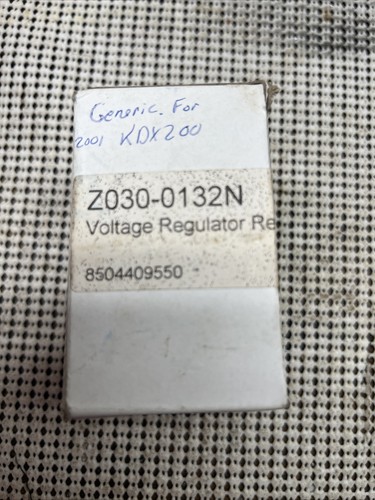 Generic. For
2001 KDX200
Z030-0132N
Voltage Regulator Re
8504409550